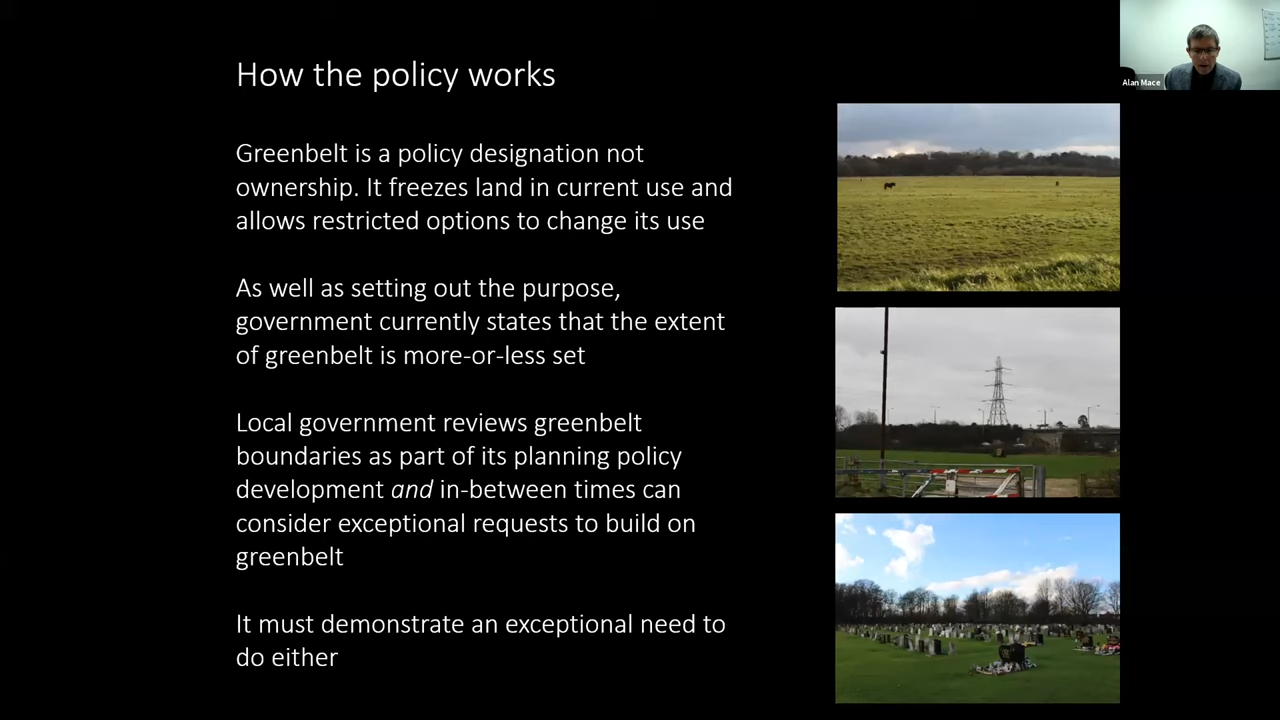 How the policy works
Alan Mace
Greenbelt is a policy designation not
ownership. It freezes land in current use and
allows restricted options to change its use
As well as setting out the purpose,
government currently states that the extent
of greenbelt is more-or-less set
Local government reviews greenbelt
boundaries as part of its planning policy
development and in-between times can
consider exceptional requests to build on
greenbelt
It must demonstrate an exceptional need to
do either